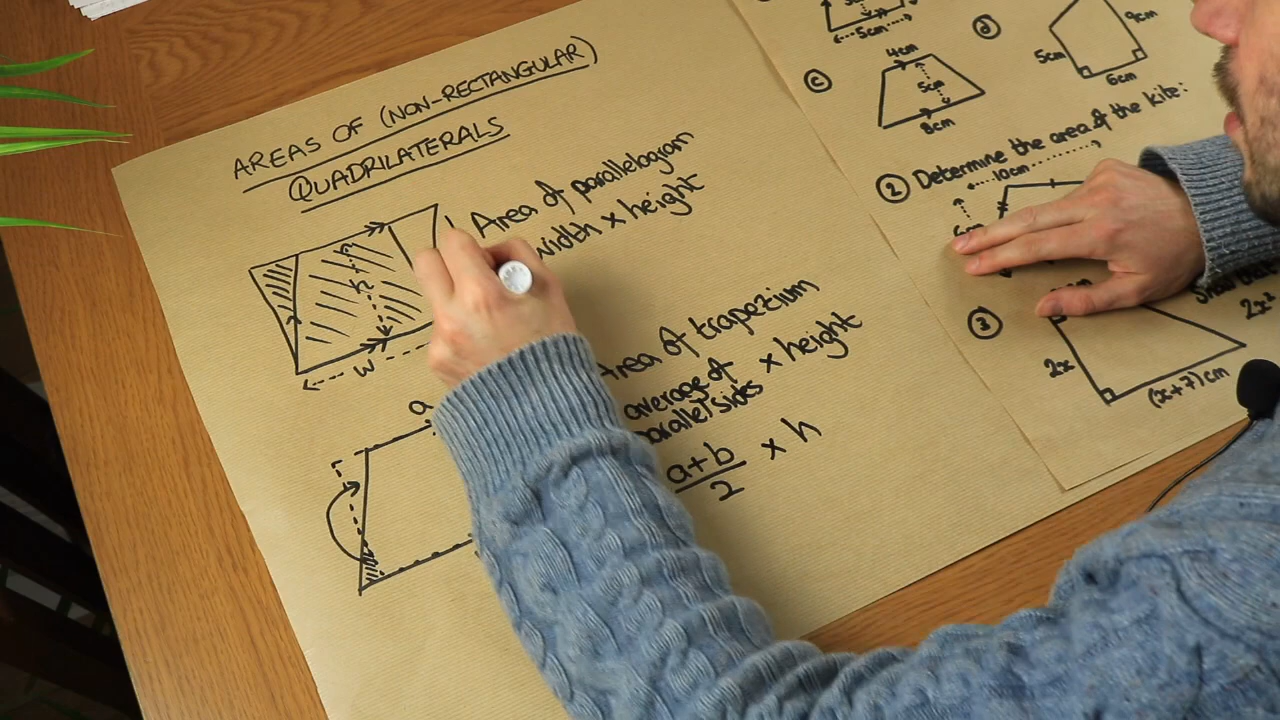 AREAS OF (NON-RECTANGULAR)
QUADRILATERALS
Area of parallelogram
width x height
h
w
Area of trapezium
average of
parallel sides x height
a+b
2
x h
a
5cm
c
4cm
5cm
8cm
d
9cm
5cm
6cm
2 Determine the area of the kite:
10cm
6cm
3
2x
(x+7)cm
2x²